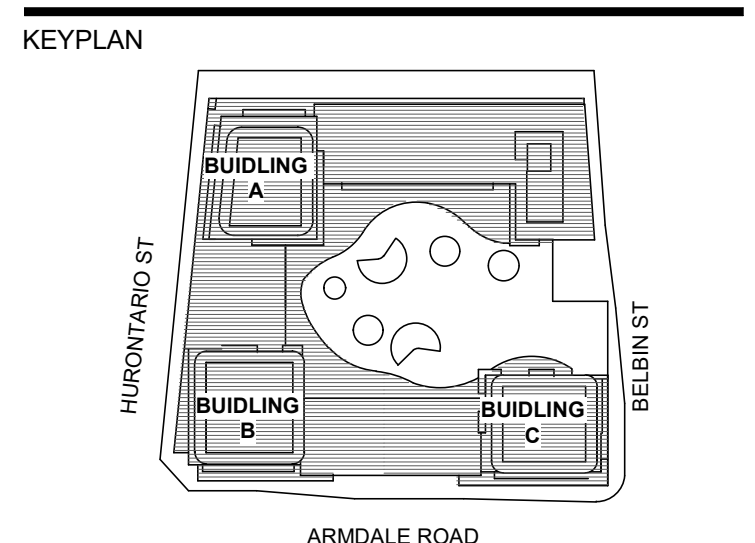 KEYPLAN
BUIDLING
A
HURONTARIO ST
BELBIN ST
BUIDLING
B
BUIDLING
C
ARMDALE ROAD